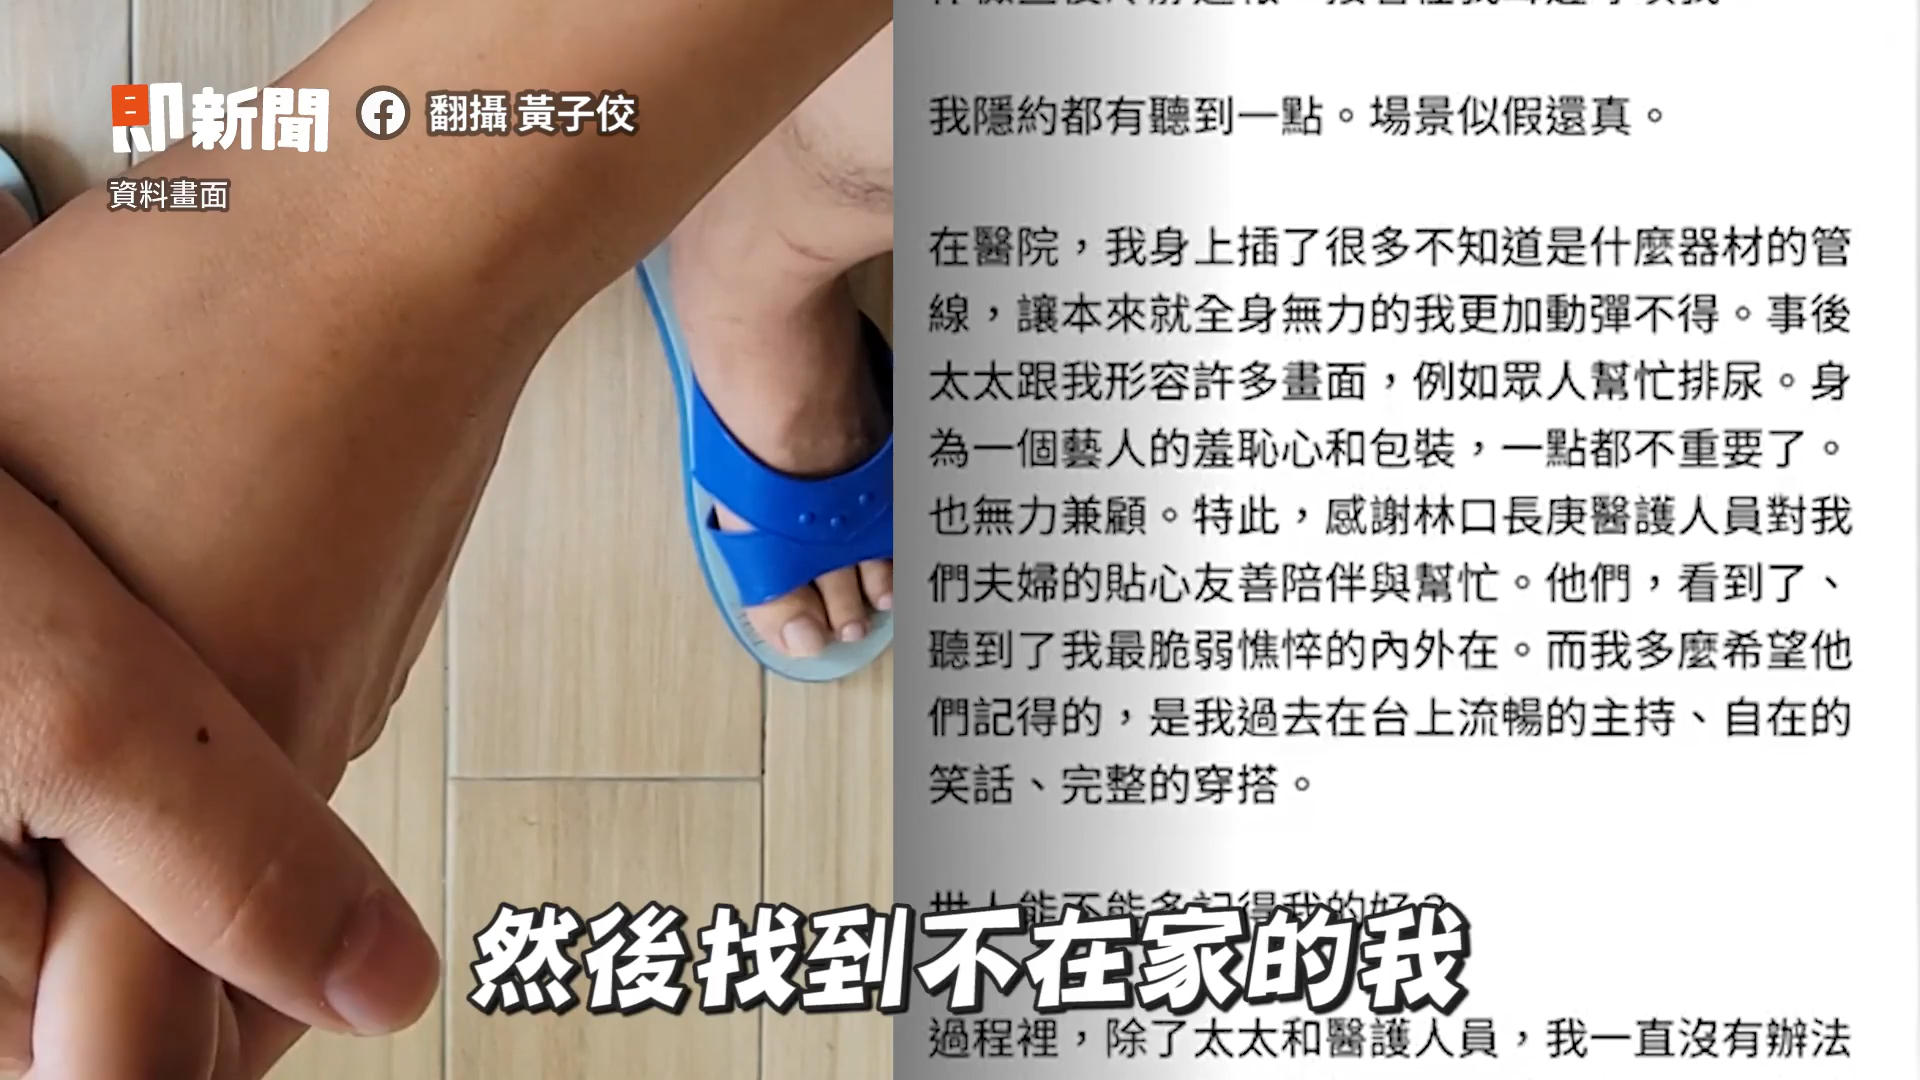 即新聞
翻攝 黃子佼
資料畫面
我隱約都有聽到一點。場景似假還真。
在醫院，我身上插了很多不知道是什麼器材的管
線，讓本來就全身無力的我更加動彈不得。事後
太太跟我形容許多畫面，例如眾人幫忙排尿。身
為一個藝人的羞恥心和包裝，一點都不重要了。
也無力兼顧。特此，感謝林口長庚醫護人員對我
們夫婦的貼心友善陪伴與幫忙。他們，看到了、
聽到了我最脆弱憔悴的內外在。而我多麼希望他
們記得的，是我過去在台上流暢的主持、自在的
笑話、完整的穿搭。
世人能不能多記得我的好？
然後找到不在家的我
過程裡，除了太太和醫護人員，我一直沒有辦法